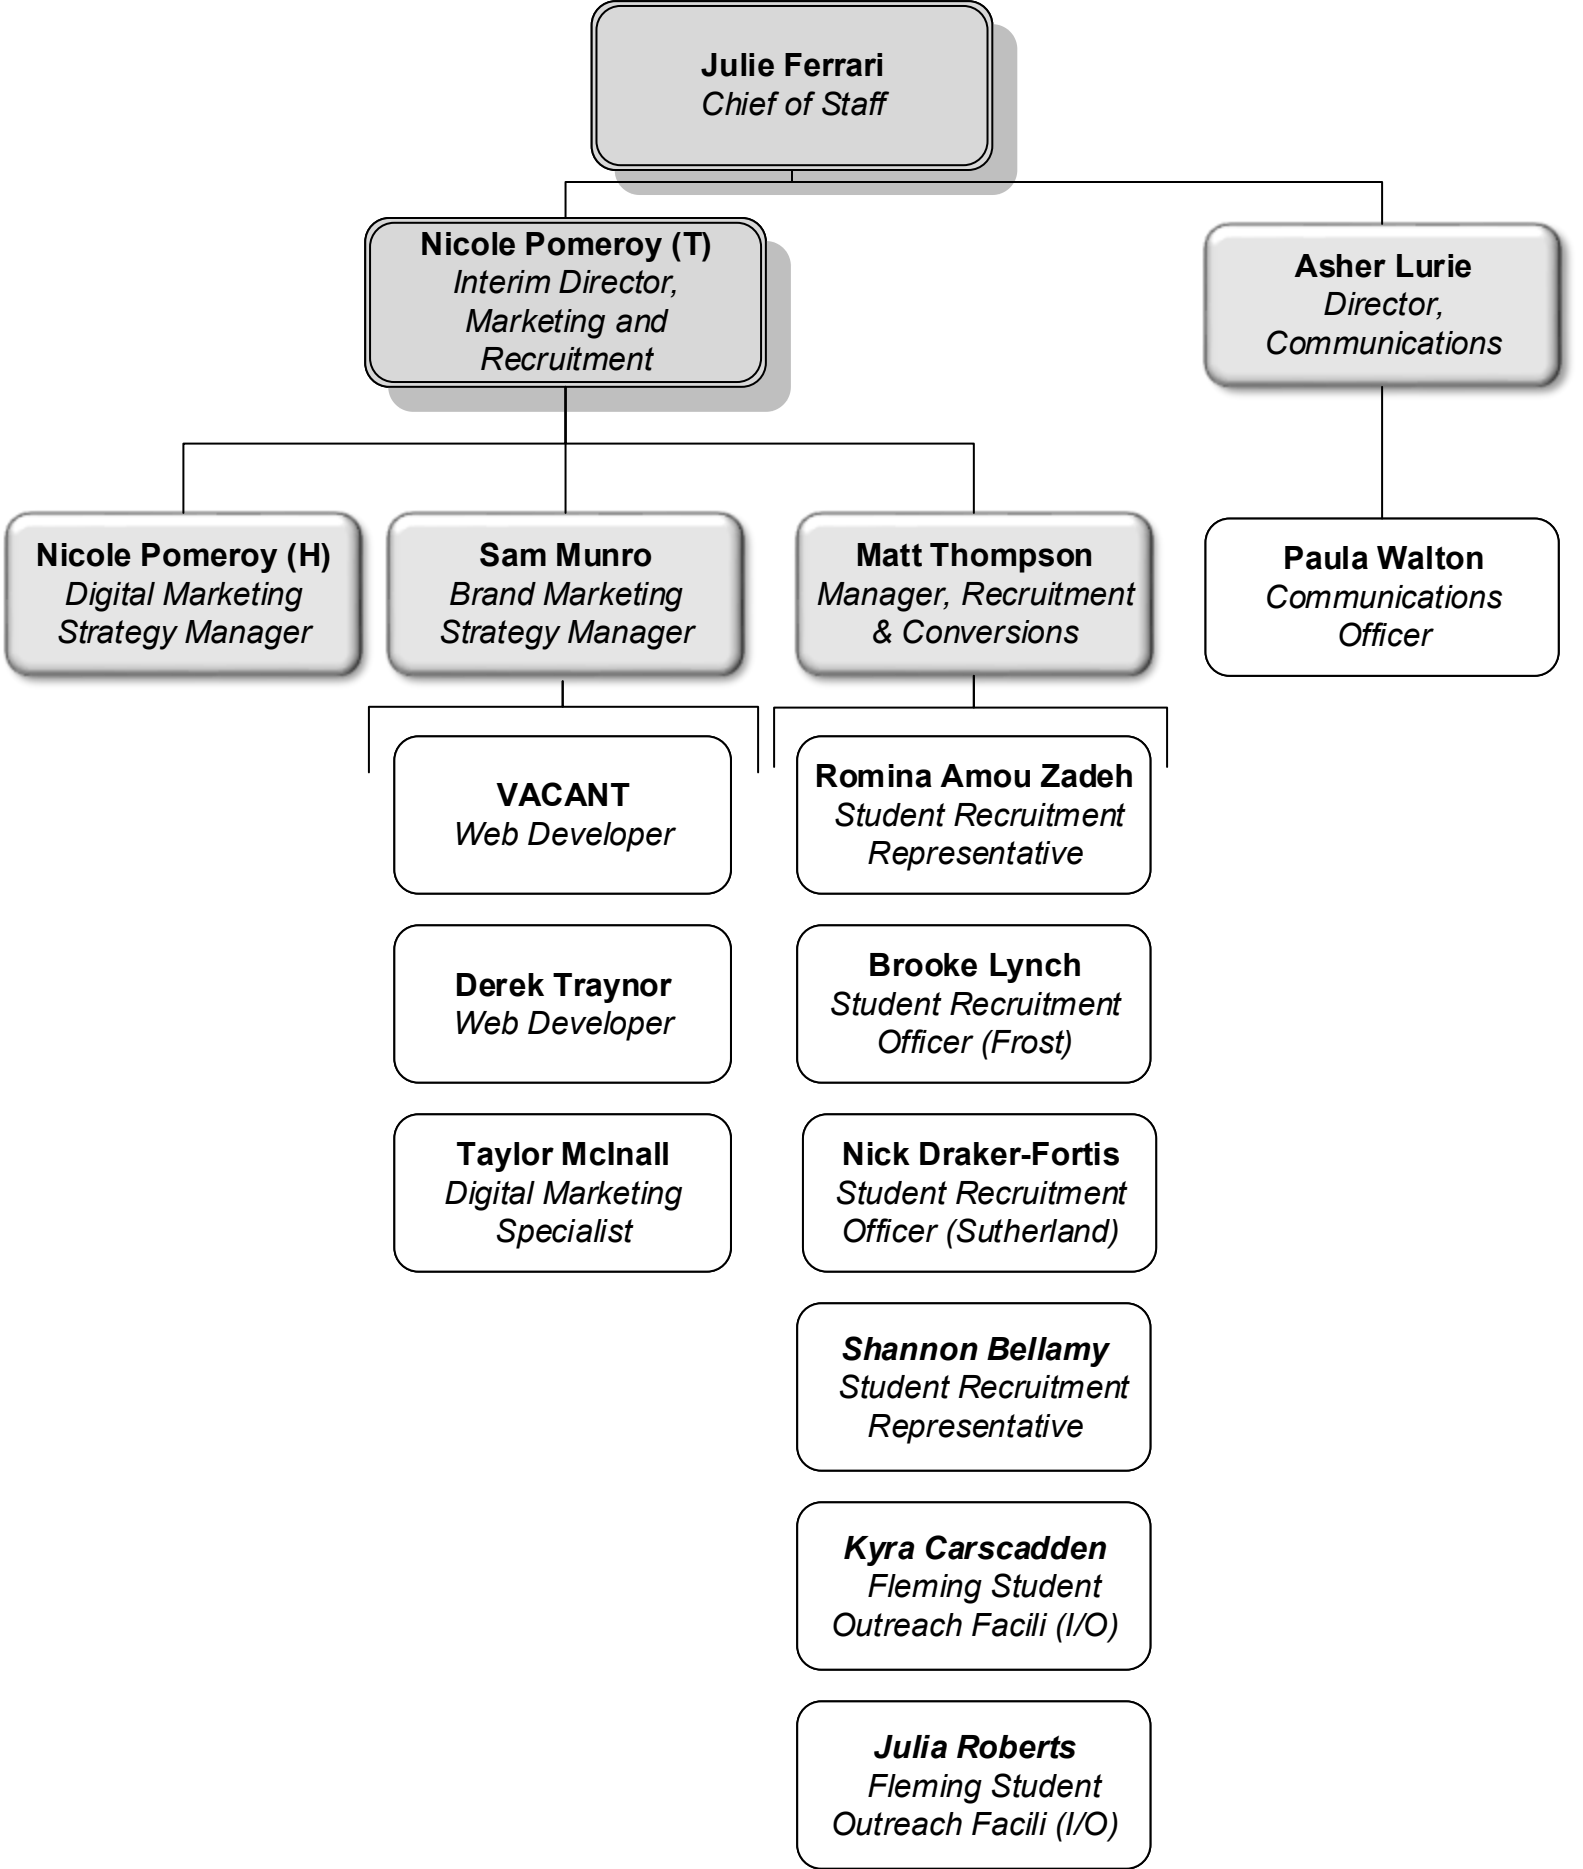 Julie Ferrari
Chief of Staff
Nicole Pomeroy (T)
Interim Director,
Marketing and
Recruitment
Asher Lurie
Director,
Communications
Nicole Pomeroy (H)
Digital Marketing
Strategy Manager
Sam Munro
Brand Marketing
Strategy Manager
Matt Thompson
Manager, Recruitment
& Conversions
Paula Walton
Communications
Officer
VACANT
Web Developer
Derek Traynor
Web Developer
Taylor McInall
Digital Marketing
Specialist
Romina Amou Zadeh
Student Recruitment
Representative
Brooke Lynch
Student Recruitment
Officer (Frost)
Nick Draker-Fortis
Student Recruitment
Officer (Sutherland)
Shannon Bellamy
Student Recruitment
Representative
Kyra Carscadden
Fleming Student
Outreach Facili (I/O)
Julia Roberts
Fleming Student
Outreach Facili (I/O)